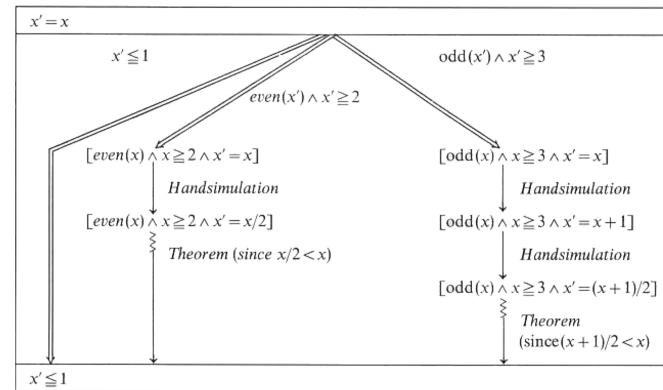 x′=x
x′≦1
odd(x′)∧x′≧3
even(x′)∧x′≧2
[even(x)∧x≧2∧x′=x]
[odd(x)∧x≧3∧x′=x]
Handsimulation
Handsimulation
[even(x)∧x≧2∧x′=x/2]
[odd(x)∧x≧3∧x′=x+1]
Theorem (since x/2<x)
Handsimulation
[odd(x)∧x≧3∧x′=(x+1)/2]
Theorem
(since(x+1)/2<x)
x′≦1